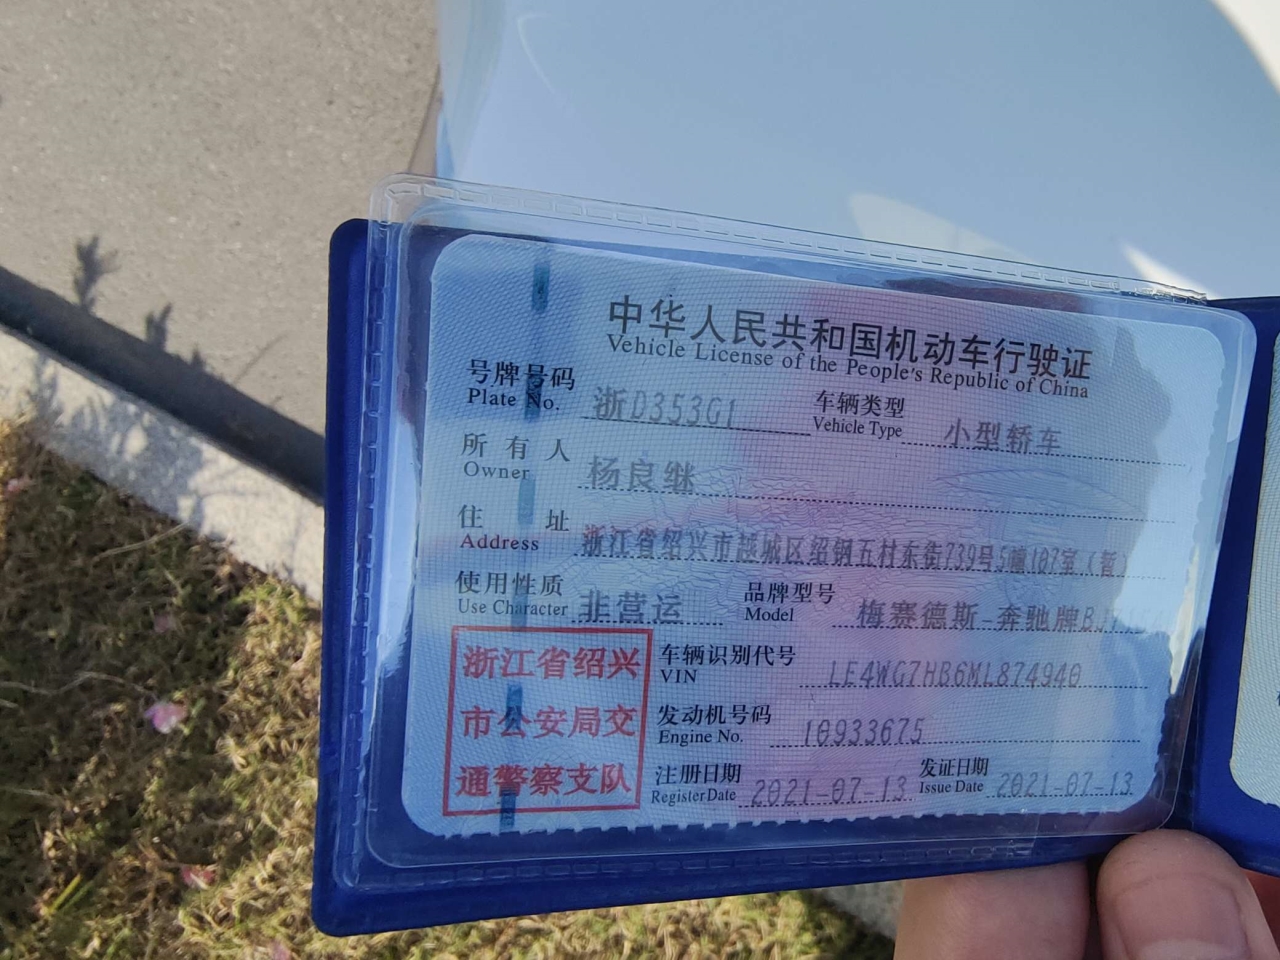 中华人民共和国机动车行驶证
Vehicle License of the People's Republic of China
号牌号码 浙D353G1 车辆类型 小型轿车
Plate No. Vehicle Type
所有人 杨良继
Owner
住址 浙江省绍兴市越城区绍钢五村东街739号5幢107室(暂)
Address
使用性质 非营运 品牌型号 梅赛德斯-奔驰牌BJ
Use Character Model
浙江省绍兴
市公安局交
通警察支队
车辆识别代号 LE4WG7HB6ML874940
VIN
发动机号码 10933675
Engine No.
注册日期 2021-07-13 发证日期 2021-07-13
Register Date Issue Date